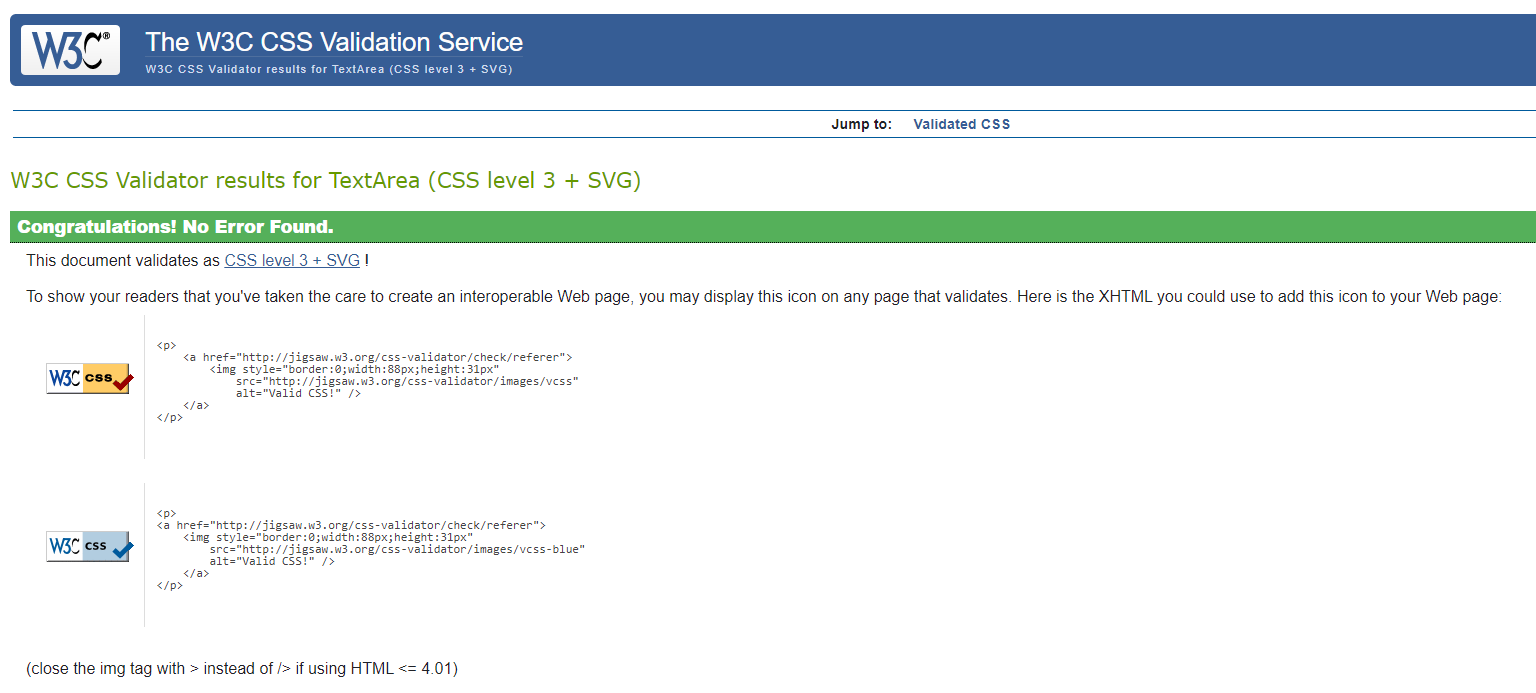 W3C®
The W3C CSS Validation Service
W3C CSS Validator results for TextArea (CSS level 3 + SVG)
Jump to: Validated CSS
W3C CSS Validator results for TextArea (CSS level 3 + SVG)
Congratulations! No Error Found.
This document validates as CSS level 3 + SVG !
To show your readers that you've taken the care to create an interoperable Web page, you may display this icon on any page that validates. Here is the XHTML you could use to add this icon to your Web page:
W3C css
<p>
    <a href="http://jigsaw.w3.org/css-validator/check/referer">
        <img style="border:0;width:88px;height:31px"
            src="http://jigsaw.w3.org/css-validator/images/vcss"
            alt="Valid CSS!" />
    </a>
</p>
W3C css
<p>
<a href="http://jigsaw.w3.org/css-validator/check/referer">
    <img style="border:0;width:88px;height:31px"
        src="http://jigsaw.w3.org/css-validator/images/vcss-blue"
        alt="Valid CSS!" />
    </a>
</p>
(close the img tag with > instead of /> if using HTML <= 4.01)